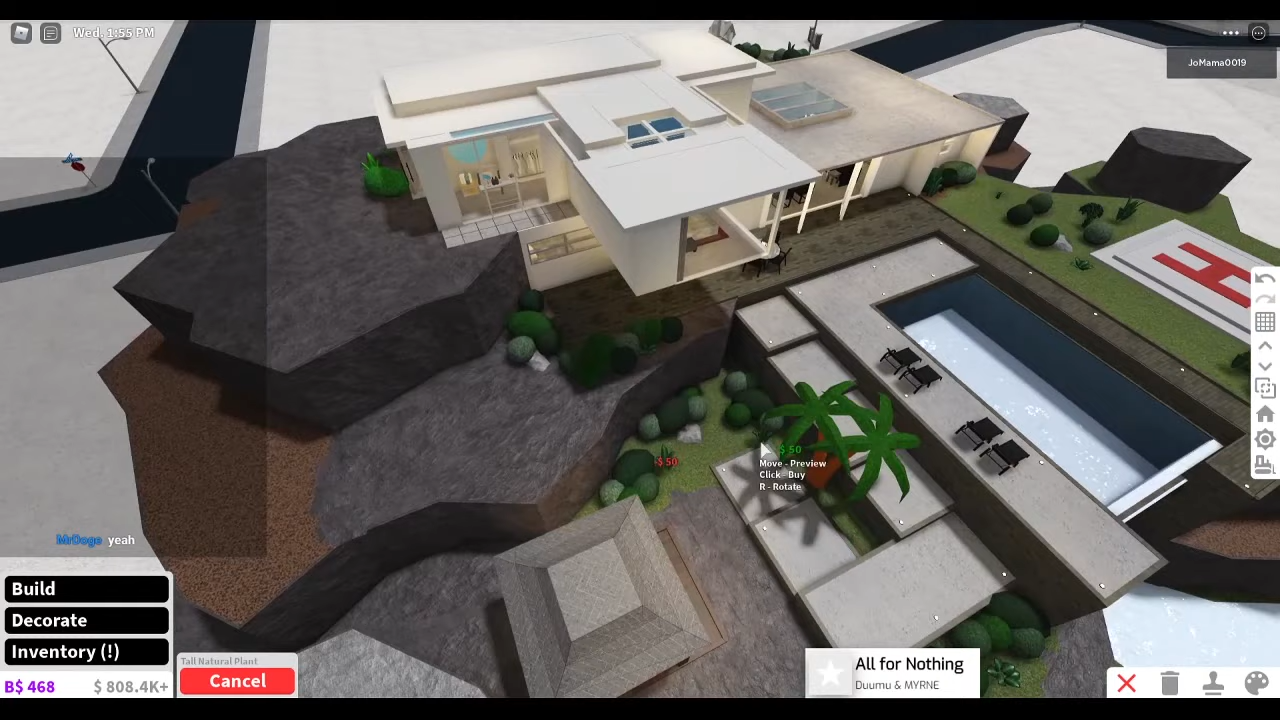 Wed. 1:55 PM
JoMama0019
H
$ 50
$ 50
Move - Preview
Click - Buy
R - Rotate
MrDoge yeah
Build
Decorate
Inventory (!)
B$ 468 $ 808.4K+
Tall Natural Plant
Cancel
All for Nothing
Duumu & MYRNE